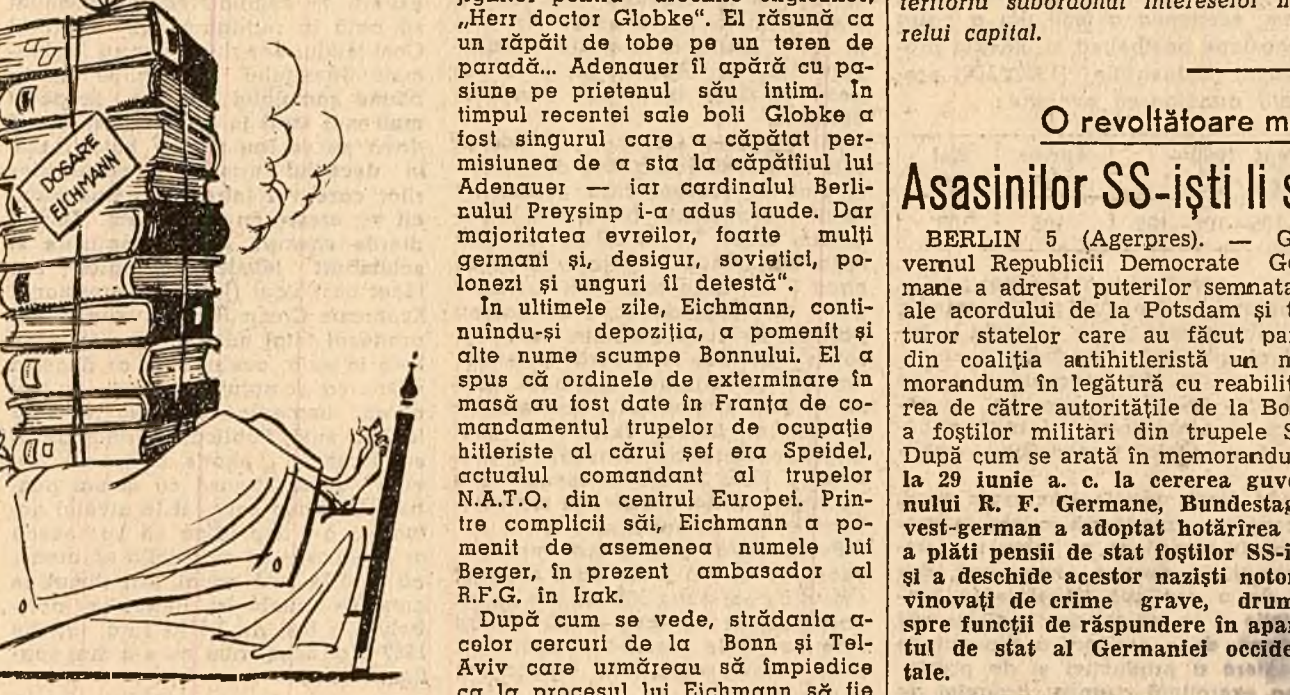 DOSARE
EICHMANN
„Herr doctor Globke“. El răsună ca
un răpăit de tobe pe un teren de
paradă... Adenauer îl apără cu pa-
siune pe prietenul său intim. În
timpul recentei sale boli Globke a
fost singurul care a căpătat per-
misiunea de a sta la căpătîiul lui
Adenauer — iar cardinalul Berli-
nului Preysinp i-a adus laude. Dar
majoritatea evreilor, foarte mulți
germani și, desigur, sovietici, po-
lonezi și unguri îl detestă“.
În ultimele zile, Eichmann, conti-
nuîndu-și depoziția, a pomenit și
alte nume scumpe Bonnului. El a
spus că ordinele de exterminare în
masă au fost date în Franța de co-
mandamentul trupelor de ocupație
hitleriste al cărui șef era Speidel,
actualul comandant al trupelor
N.A.T.O. din centrul Europei. Prin-
tre complicii săi, Eichmann a po-
menit de asemenea numele lui
Berger, în prezent ambasador al
R.F.G. în Irak.
După cum se vede, strădania a-
celor cercuri de la Bonn și Tel-
Aviv care urmăreau să împiedice
ca la procesul lui Eichmann să fie
teritoriu subordonat intereselor m
relui capital.
O revoltătoare m
Asasinilor SS-iști li s
BERLIN 5 (Agerpres). — G
vernul Republicii Democrate Ge
mane a adresat puterilor semnata
ale acordului de la Potsdam și t
turor statelor care au făcut par
din coaliția antihitleristă un m
morandum în legătură cu reabilit
rea de către autoritățile de la Bo
a foștilor militari din trupele S
După cum se arată în memorandu
la 29 iunie a. c. la cererea guve
nului R. F. Germane, Bundestag
vest-german a adoptat hotărîrea
a plăti pensii de stat foștilor SS-i
și a deschide acestor naziști notor
vinovați de crime grave, drum
spre funcții de răspundere în apar
tul de stat al Germaniei occide
tale.